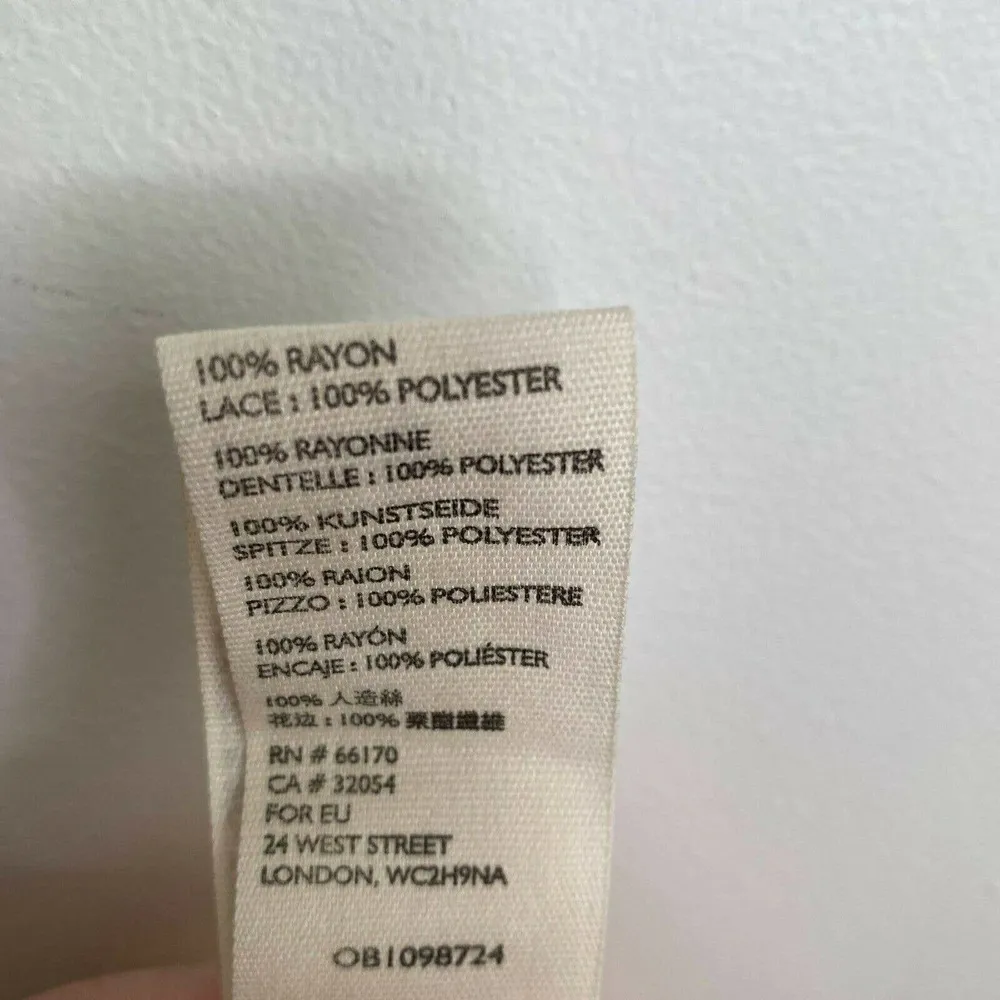 100% RAYON
LACE : 100% POLYESTER
100% RAYONNE
DENTELLE : 100% POLYESTER
100% KUNSTSEIDE
SPITZE : 100% POLYESTER
100% RAION
PIZZO : 100% POLIESTERE
100% RAYÓN
ENCAJE : 100% POLIÉSTER
100% 人造絲
花边 : 100% 聚酯纖維
RN # 66170
CA # 32054
FOR EU
24 WEST STREET
LONDON, WC2H9NA
OB1098724